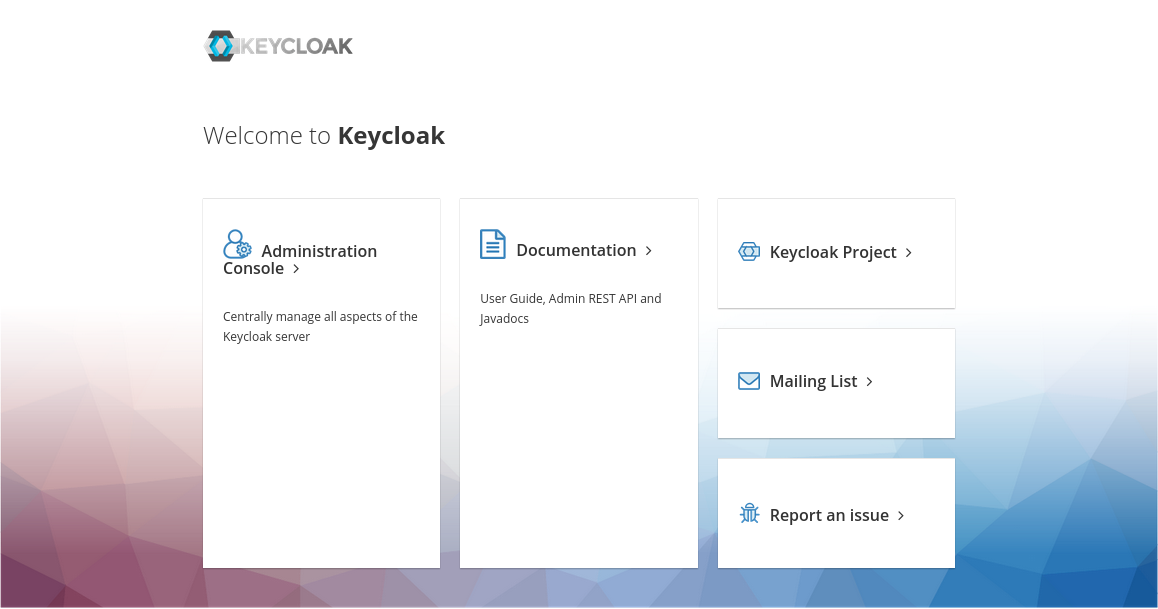 KEYCLOAK
Welcome to Keycloak
Administration
Console
Centrally manage all aspects of the
Keycloak server
Documentation
User Guide, Admin REST API and
Javadocs
Keycloak Project
Mailing List
Report an issue